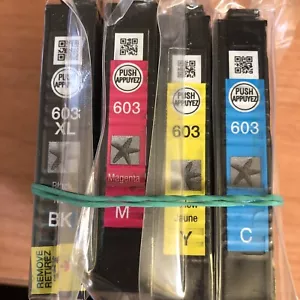 PUSH
APPUYEZ
603
XL
BK
REMOVE
RETIREZ
PUSH
APPUYEZ
603
Magenta
M
PUSH
APPUYEZ
603
Jaune
Y
PUSH
APPUYEZ
603
C